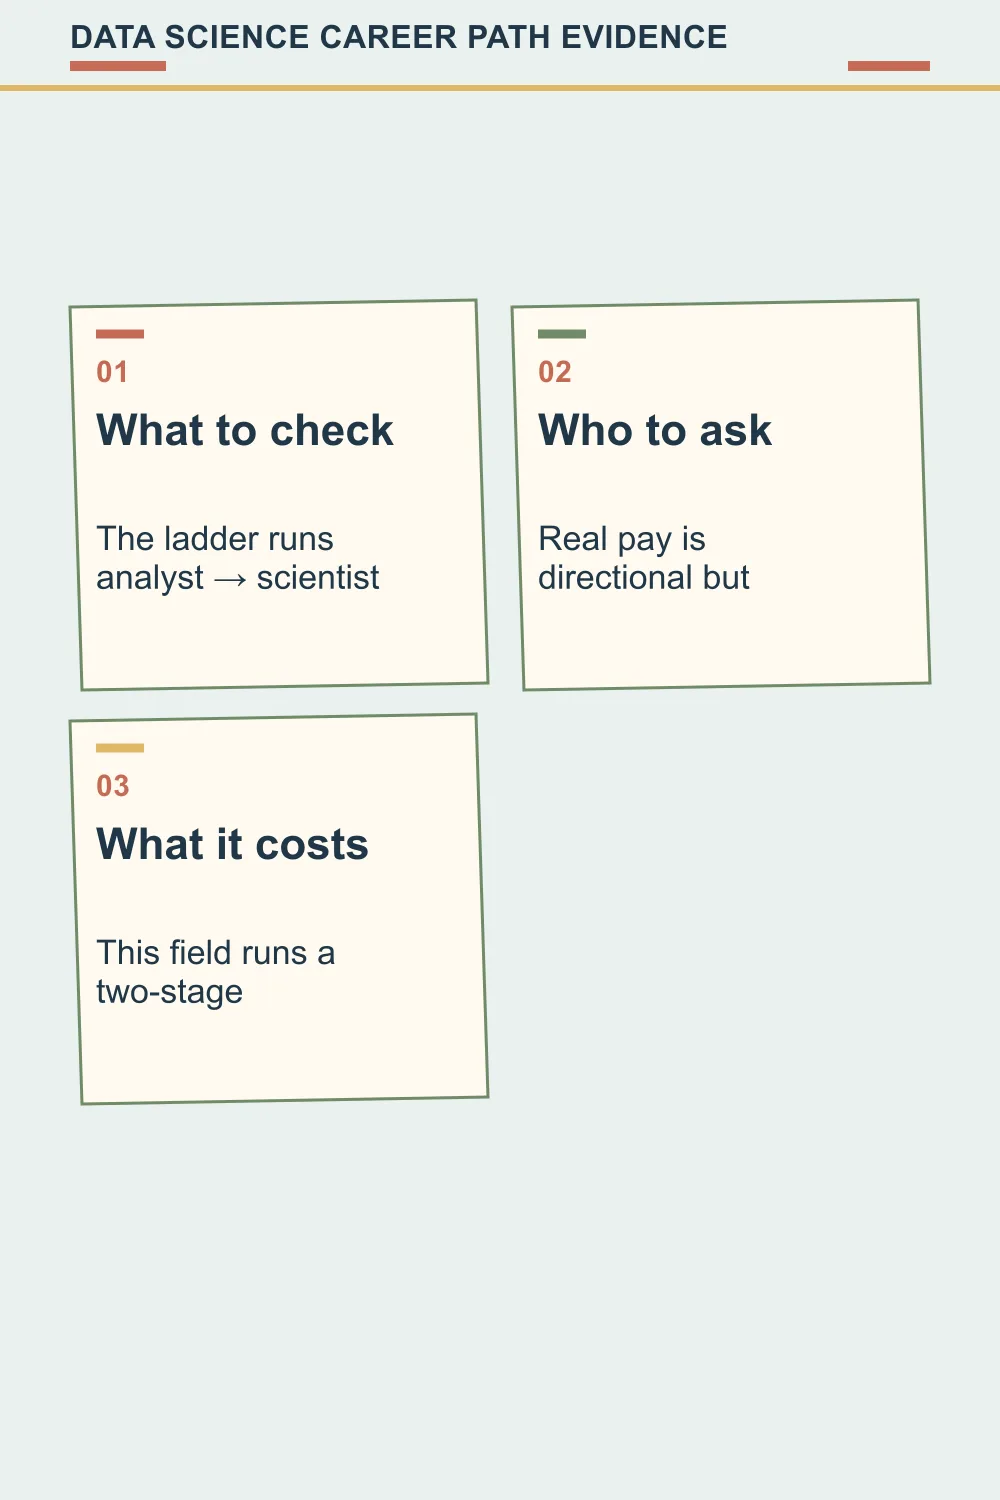 DATA SCIENCE CAREER PATH EVIDENCE
01
What to check
The ladder runs
analyst → scientist
02
Who to ask
Real pay is
directional but
03
What it costs
This field runs a
two-stage